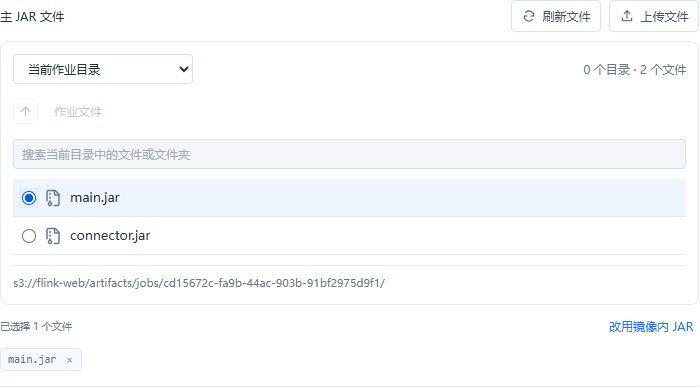 主 JAR 文件
刷新文件
上传文件
当前作业目录
0 个目录 · 2 个文件
作业文件
搜索当前目录中的文件或文件夹
main.jar
connector.jar
s3://flink-web/artifacts/jobs/cd15672c-fa9b-44ac-903b-91bf2975d9f1/
已选择 1 个文件
改用镜像内 JAR
main.jar ×